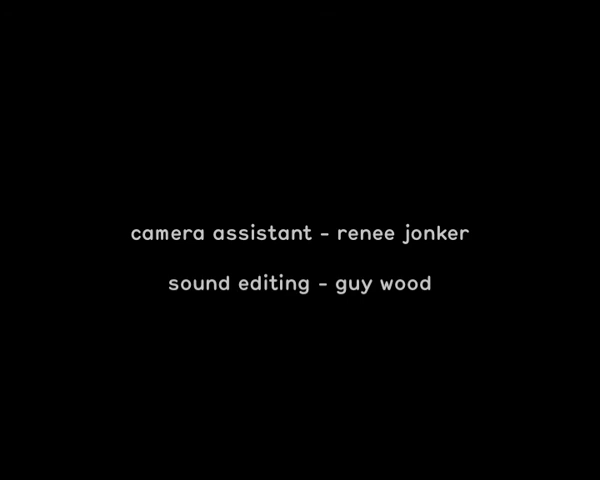 camera assistant - renee jonker
sound editing - guy wood